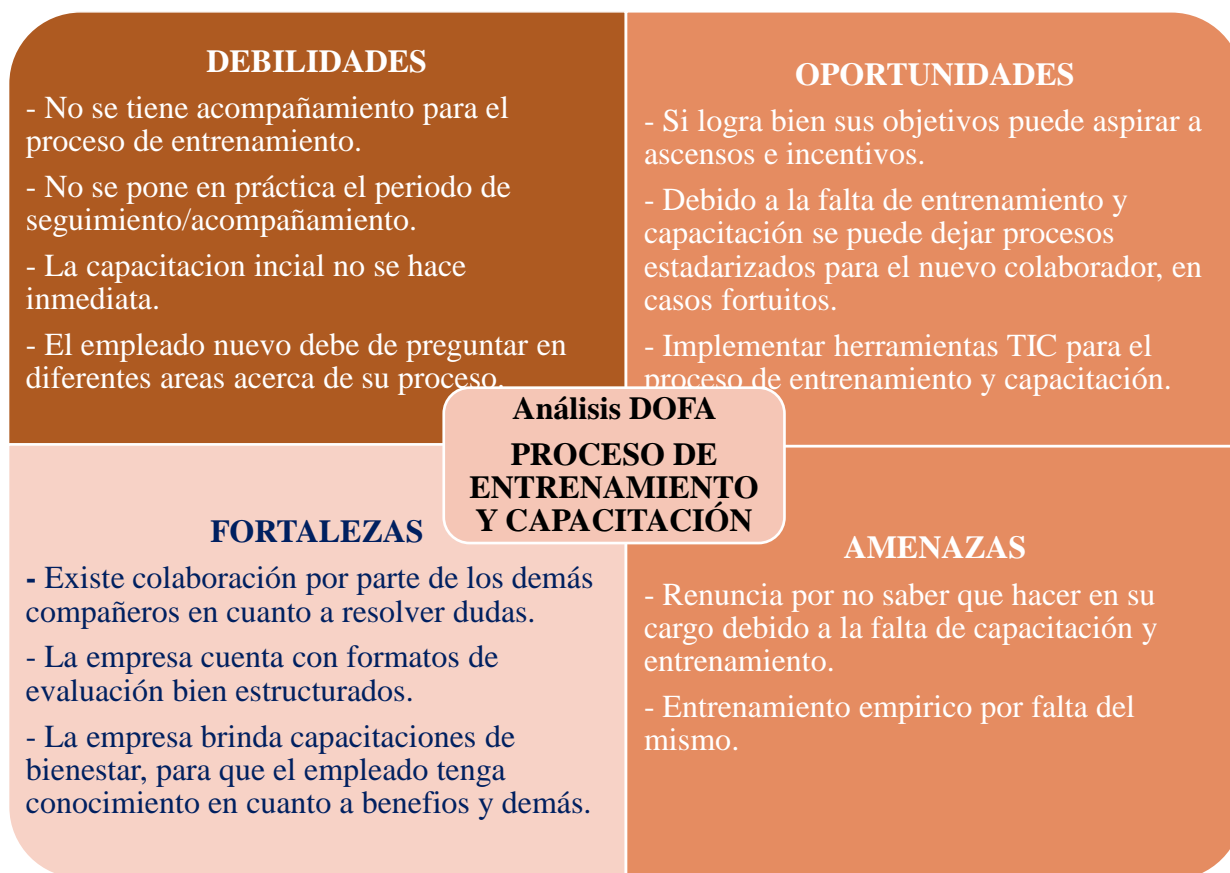 DEBILIDADES
- No se tiene acompañamiento para el
proceso de entrenamiento.
- No se pone en práctica el periodo de
seguimiento/acompañamiento.
- La capacitacion incial no se hace
inmediata.
- El empleado nuevo debe de preguntar en
diferentes areas acerca de su proceso.
OPORTUNIDADES
- Si logra bien sus objetivos puede aspirar a
ascensos e incentivos.
- Debido a la falta de entrenamiento y
capacitación se puede dejar procesos
estadarizados para el nuevo colaborador, en
casos fortuitos.
- Implementar herramientas TIC para el
proceso de entrenamiento y capacitación.
Análisis DOFA
PROCESO DE
ENTRENAMIENTO
Y CAPACITACIÓN
FORTALEZAS
- Existe colaboración por parte de los demás
compañeros en cuanto a resolver dudas.
- La empresa cuenta con formatos de
evaluación bien estructurados.
- La empresa brinda capacitaciones de
bienestar, para que el empleado tenga
conocimiento en cuanto a benefios y demás.
AMENAZAS
- Renuncia por no saber que hacer en su
cargo debido a la falta de capacitación y
entrenamiento.
- Entrenamiento empirico por falta del
mismo.